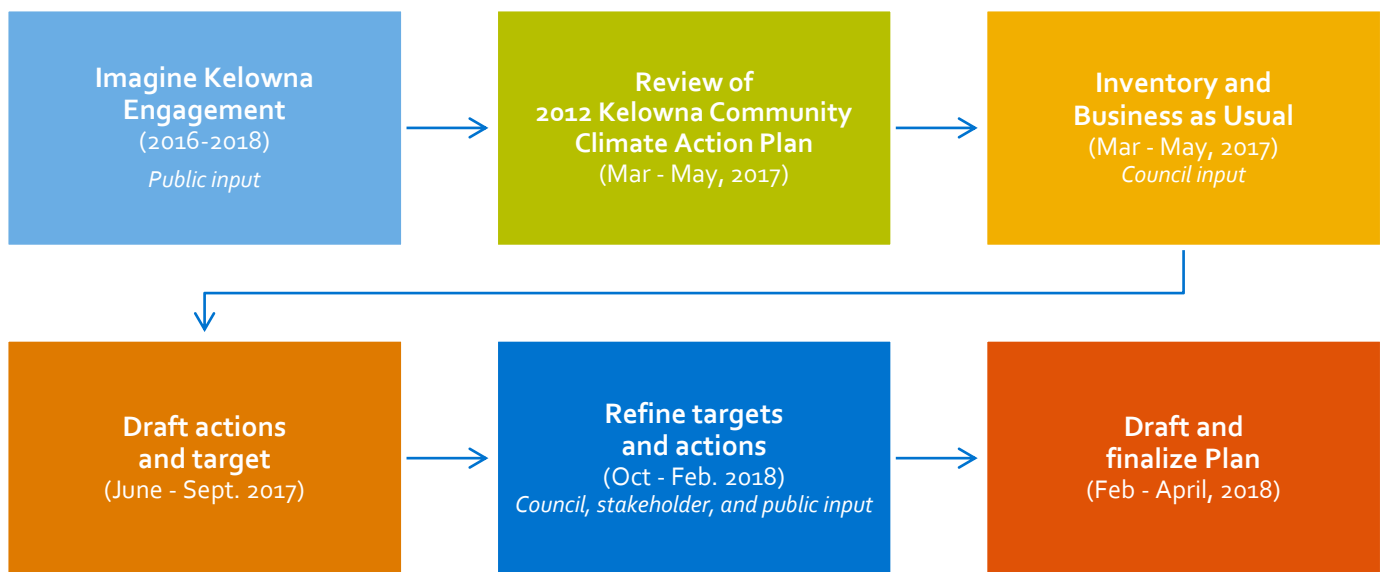 Imagine Kelowna
Engagement
(2016-2018)
Public input
Review of
2012 Kelowna Community
Climate Action Plan
(Mar - May, 2017)
Inventory and
Business as Usual
(Mar - May, 2017)
Council input
Draft actions
and target
(June - Sept. 2017)
Refine targets
and actions
(Oct - Feb. 2018)
Council, stakeholder, and public input
Draft and
finalize Plan
(Feb - April, 2018)